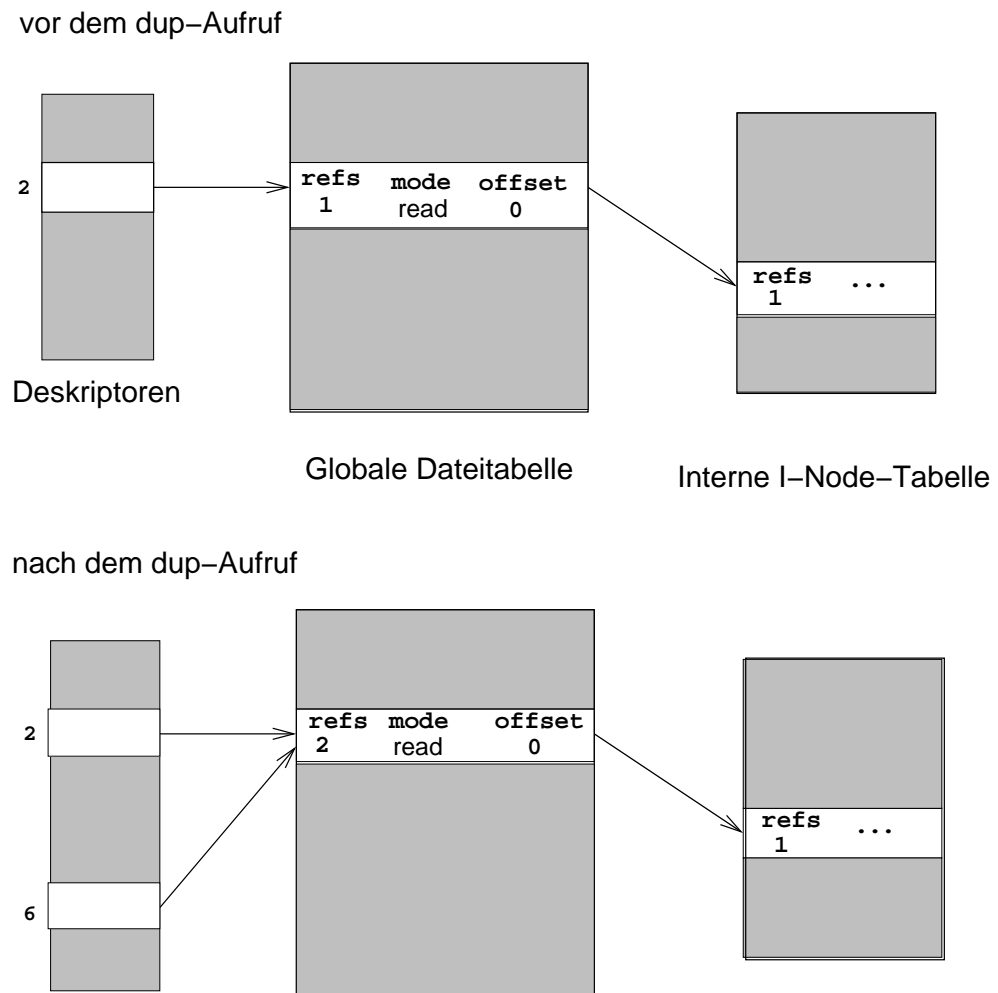 vor dem dup−Aufruf
2
refs mode offset
1 read 0
refs ...
1
Deskriptoren
Globale Dateitabelle
Interne I−Node−Tabelle
nach dem dup−Aufruf
2
refs mode offset
2 read 0
refs ...
1
6